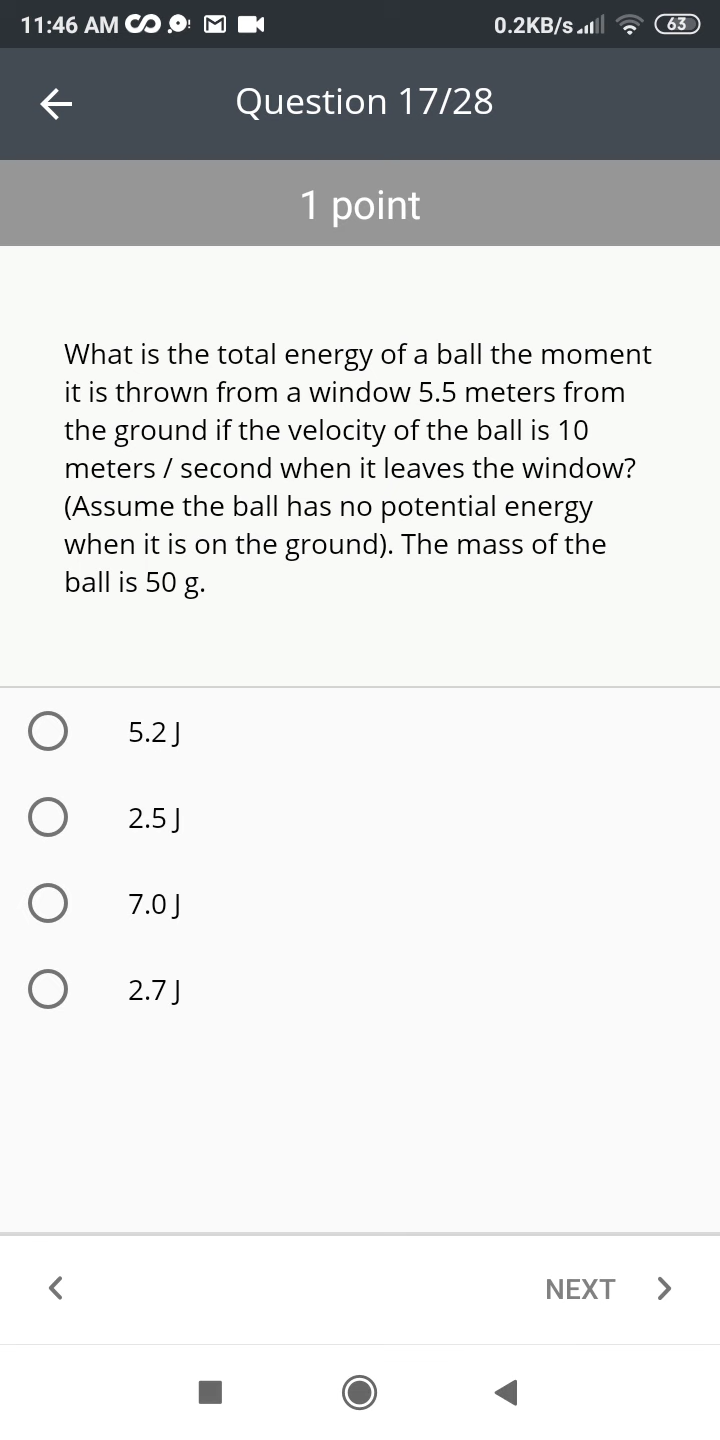 11:46 AM
0.2KB/s
63
Question 17/28
1 point
What is the total energy of a ball the moment
it is thrown from a window 5.5 meters from
the ground if the velocity of the ball is 10
meters / second when it leaves the window?
(Assume the ball has no potential energy
when it is on the ground). The mass of the
ball is 50 g.
5.2 J
2.5 J
7.0 J
2.7 J
NEXT